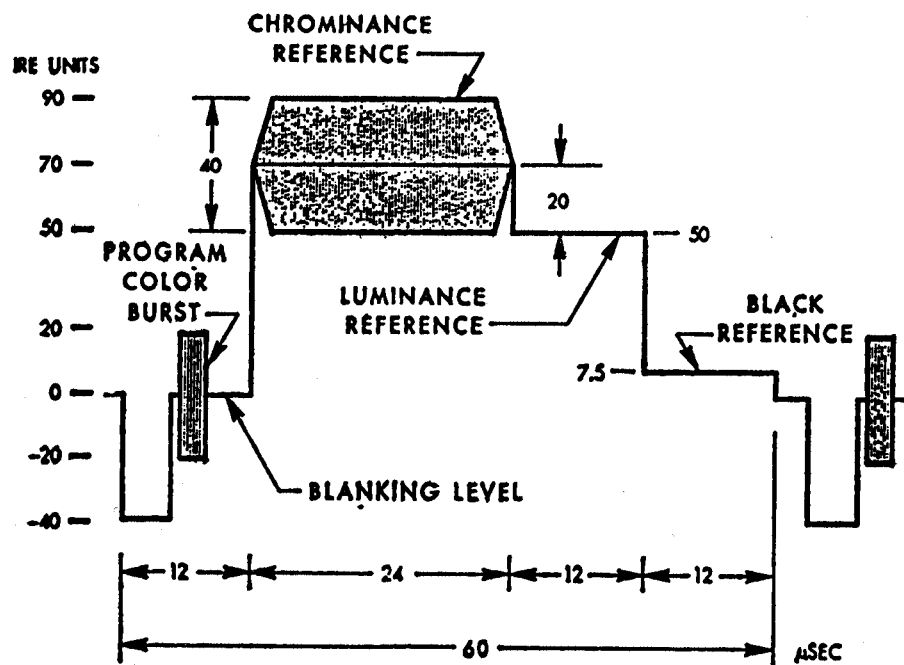 CHROMINANCE
REFERENCE
IRE UNITS
90
70
40
20
50
50
PROGRAM
COLOR
BURST
LUMINANCE
REFERENCE
BLACK
REFERENCE
20
7.5
0
-20
BLANKING LEVEL
-40
12
24
12
12
60
µSEC